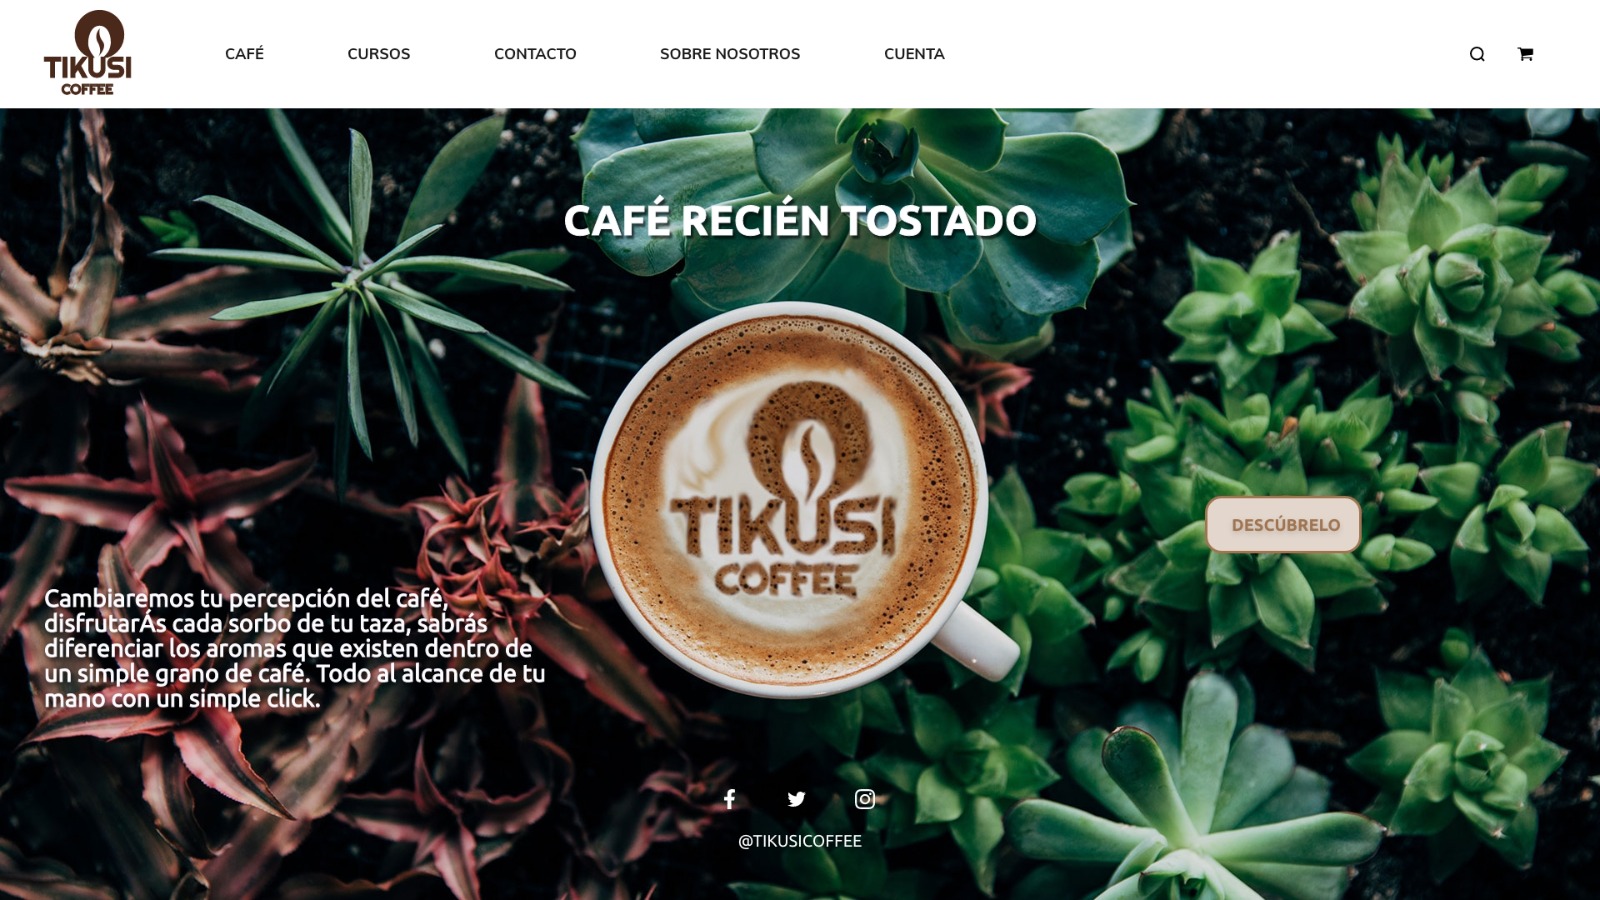 TIKUSI
COFFEE
CAFÉ
CURSOS
CONTACTO
SOBRE NOSOTROS
CUENTA
CAFÉ RECIÉN TOSTADO
TIKUSI
COFFEE
DESCÚBRELO
Cambiaremos tu percepción del café,
disfrutarÁs cada sorbo de tu taza, sabrás
diferenciar los aromas que existen dentro de
un simple grano de café. Todo al alcance de tu
mano con un simple click.
@TIKUSICOFFEE